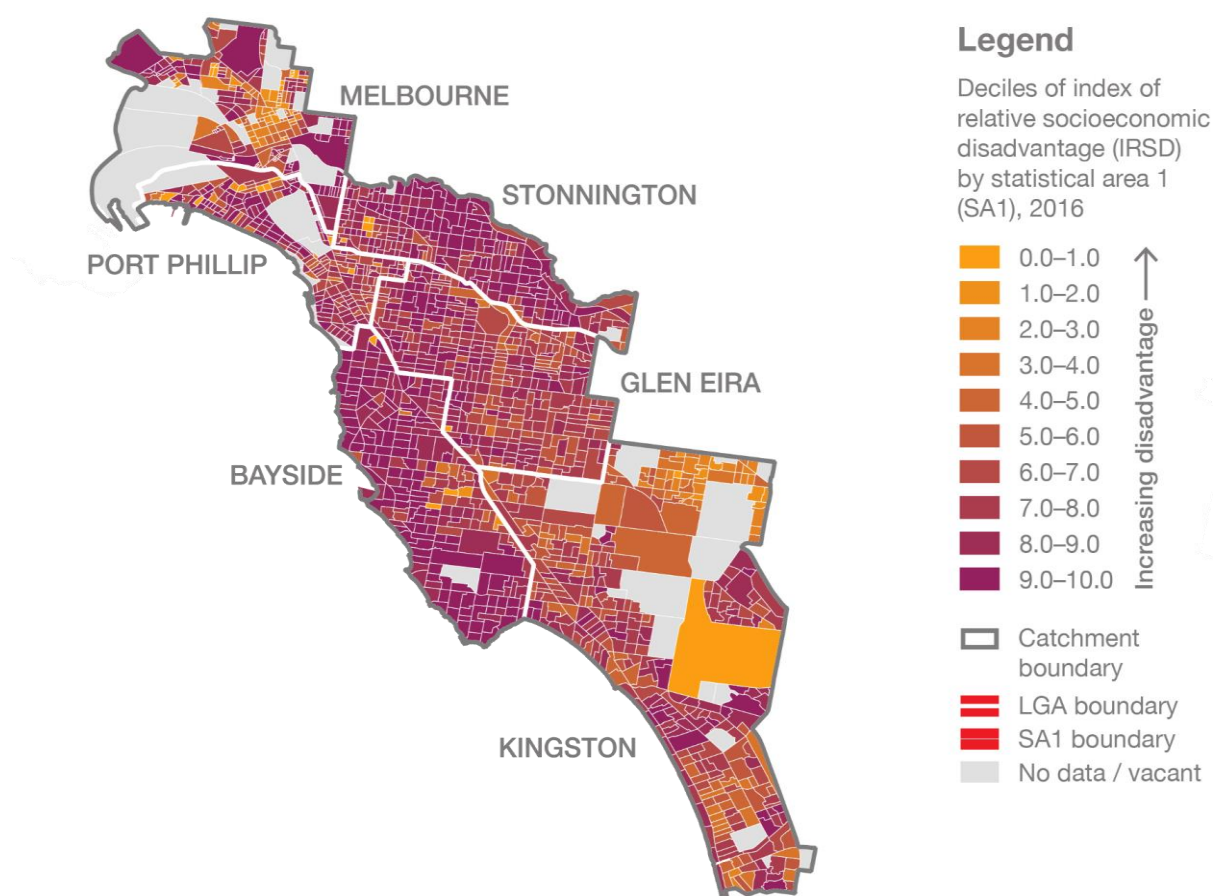 MELBOURNE
STONNINGTON
PORT PHILLIP
GLEN EIRA
BAYSIDE
KINGSTON
Legend
Deciles of index of
relative socioeconomic
disadvantage (IRSD)
by statistical area 1
(SA1), 2016
0.0–1.0
1.0–2.0
2.0–3.0
3.0–4.0
4.0–5.0
5.0–6.0
6.0–7.0
7.0–8.0
8.0–9.0
9.0–10.0
Increasing disadvantage
Catchment
boundary
LGA boundary
SA1 boundary
No data / vacant